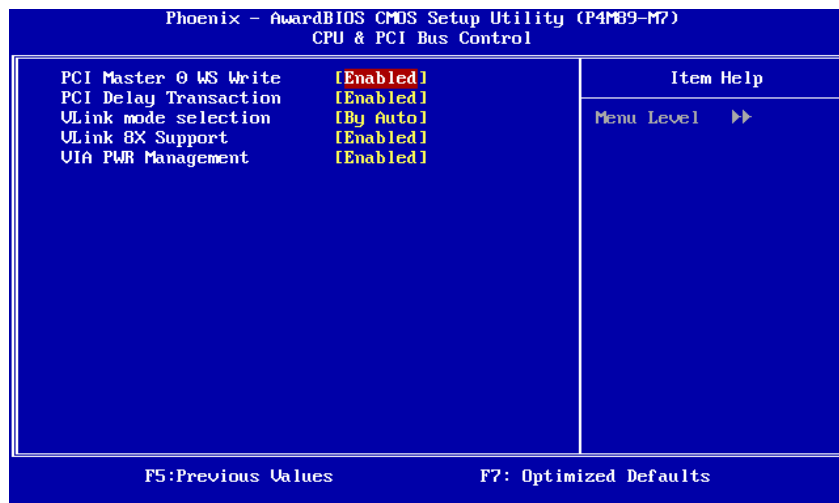 Phoenix - AwardBIOS CMOS Setup Utility (P4M89-M7)
CPU & PCI Bus Control
PCI Master 0 WS Write [Enabled]
PCI Delay Transaction [Enabled]
VLink mode selection [By Auto]
VLink 8X Support [Enabled]
VIA PWR Management [Enabled]
Item Help
Menu Level ▶▶
F5:Previous Values F7: Optimized Defaults